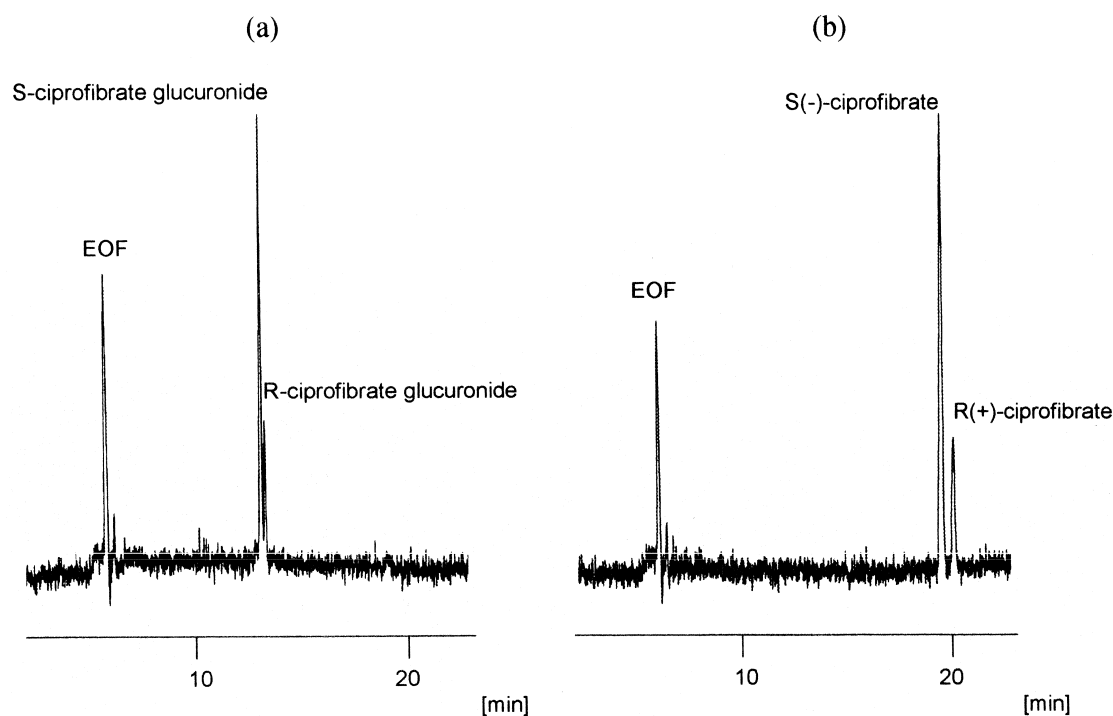 (a)
S-ciprofibrate glucuronide
EOF
R-ciprofibrate glucuronide
10
20
[min]
(b)
S(-)-ciprofibrate
EOF
R(+)-ciprofibrate
10
20
[min]